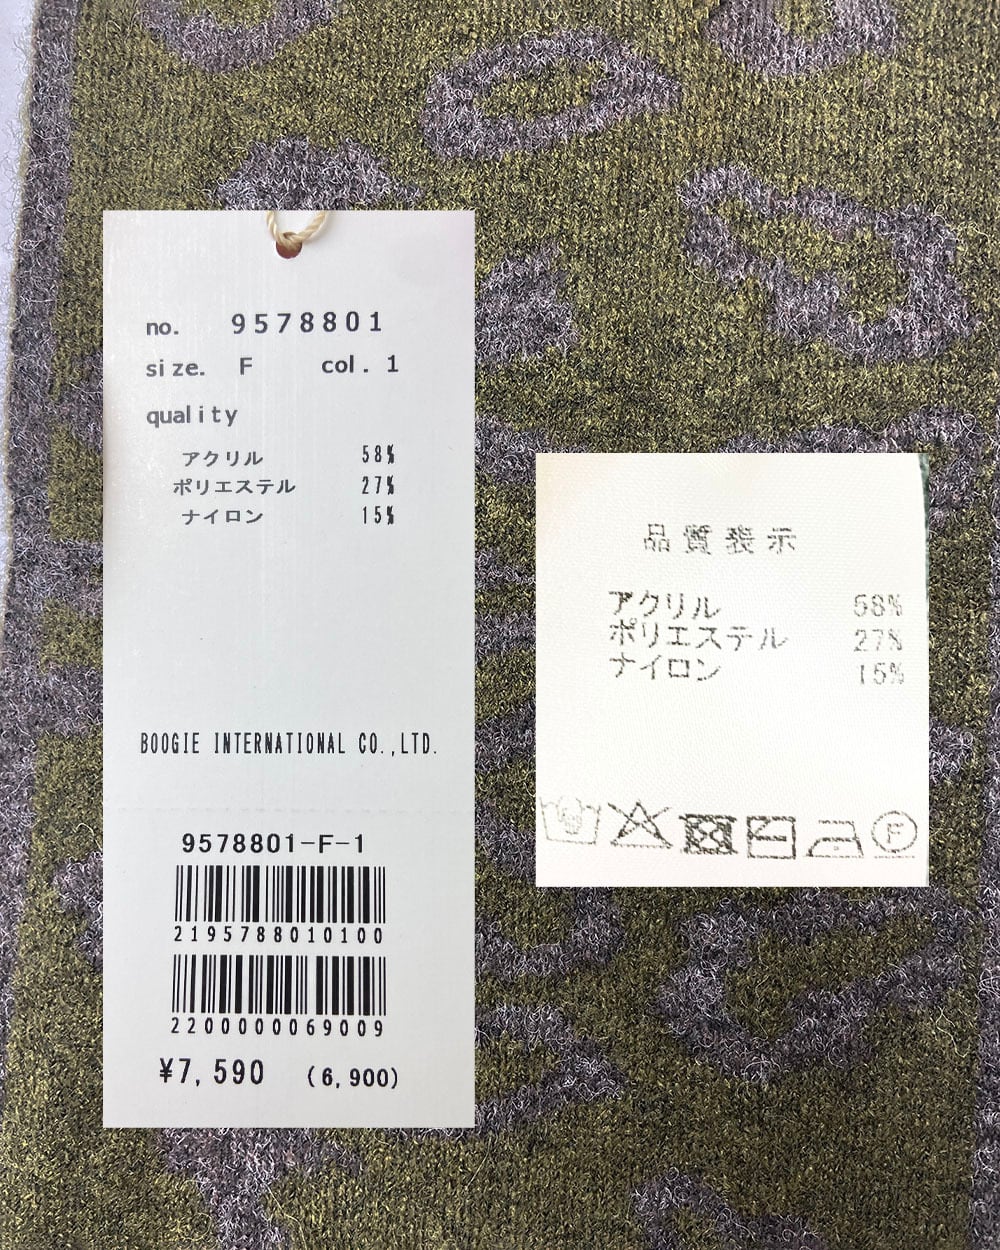 no. 9578801
size. F col. 1
quality
アクリル 58%
ポリエステル 27%
ナイロン 15%
BOOGIE INTERNATIONAL CO.,LTD.
9578801-F-1
2195788010100
2200000069009
¥7,590 (6,900)
品質表示
アクリル 58%
ポリエステル 27%
ナイロン 15%
F